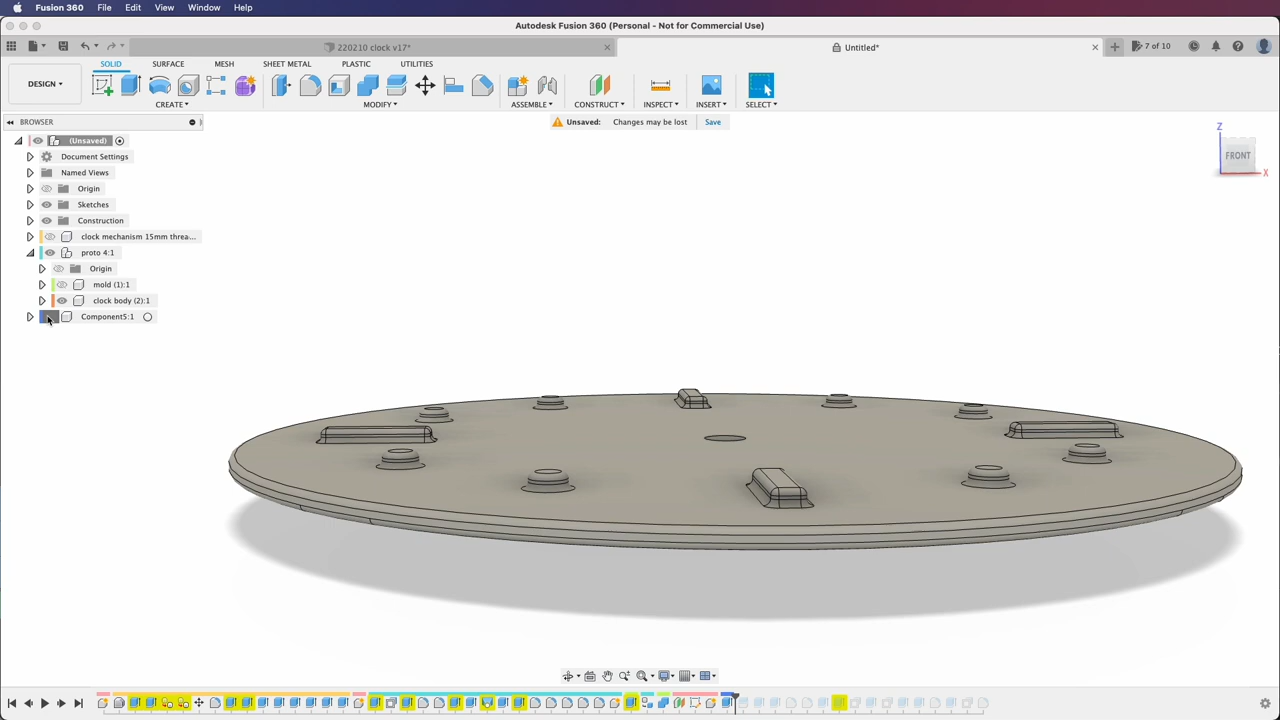 Fusion 360 File Edit View Window Help
Autodesk Fusion 360 (Personal - Not for Commercial Use)
220210 clock v17*
Untitled*
7 of 10
SOLID SURFACE MESH SHEET METAL PLASTIC UTILITIES
DESIGN
CREATE MODIFY ASSEMBLE CONSTRUCT INSPECT INSERT SELECT
BROWSER
Unsaved: Changes may be lost Save
(Unsaved)
Document Settings
Named Views
Origin
Sketches
Construction
clock mechanism 15mm threa...
proto 4:1
Origin
mold (1):1
clock body (2):1
Component5:1
Z
FRONT
X